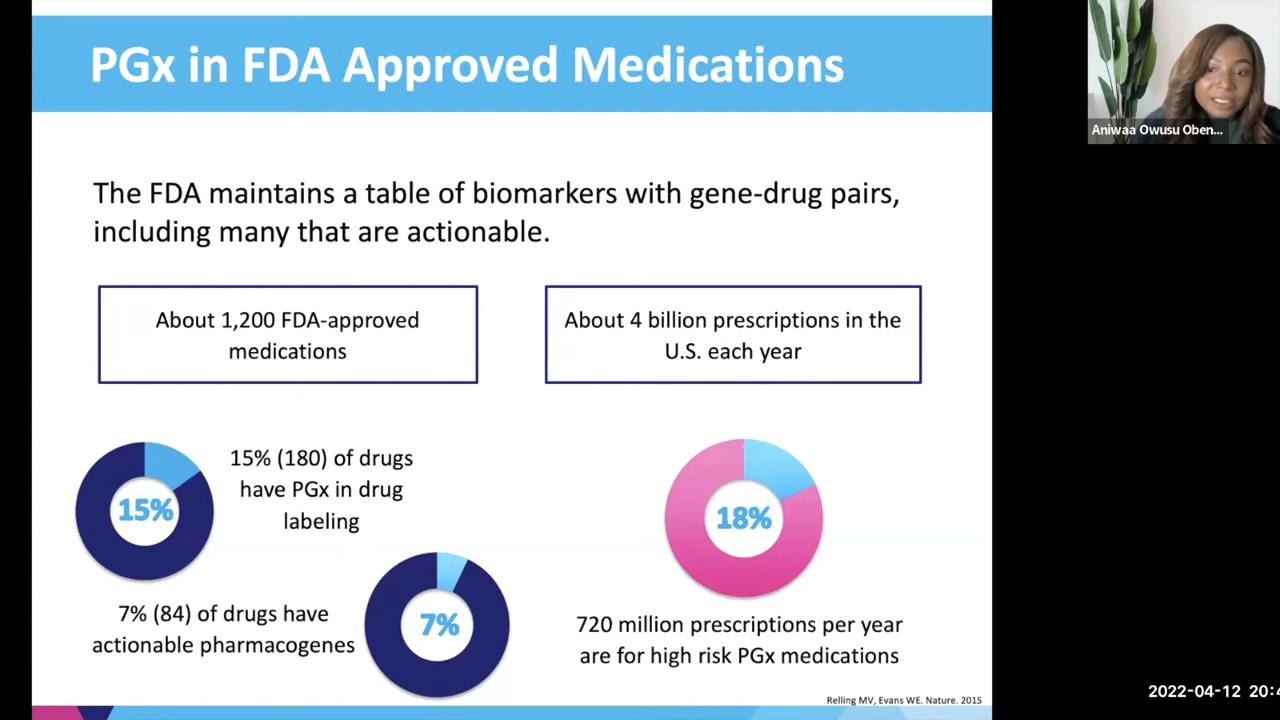 PGx in FDA Approved Medications
Aniwaa Owusu Oben...
The FDA maintains a table of biomarkers with gene-drug pairs,
including many that are actionable.
About 1,200 FDA-approved
medications
About 4 billion prescriptions in the
U.S. each year
15%
15% (180) of drugs
have PGx in drug
labeling
7% (84) of drugs have
actionable pharmacogenes
7%
18%
720 million prescriptions per year
are for high risk PGx medications
Relling MV, Evans WE. Nature. 2015
2022-04-12 20:4